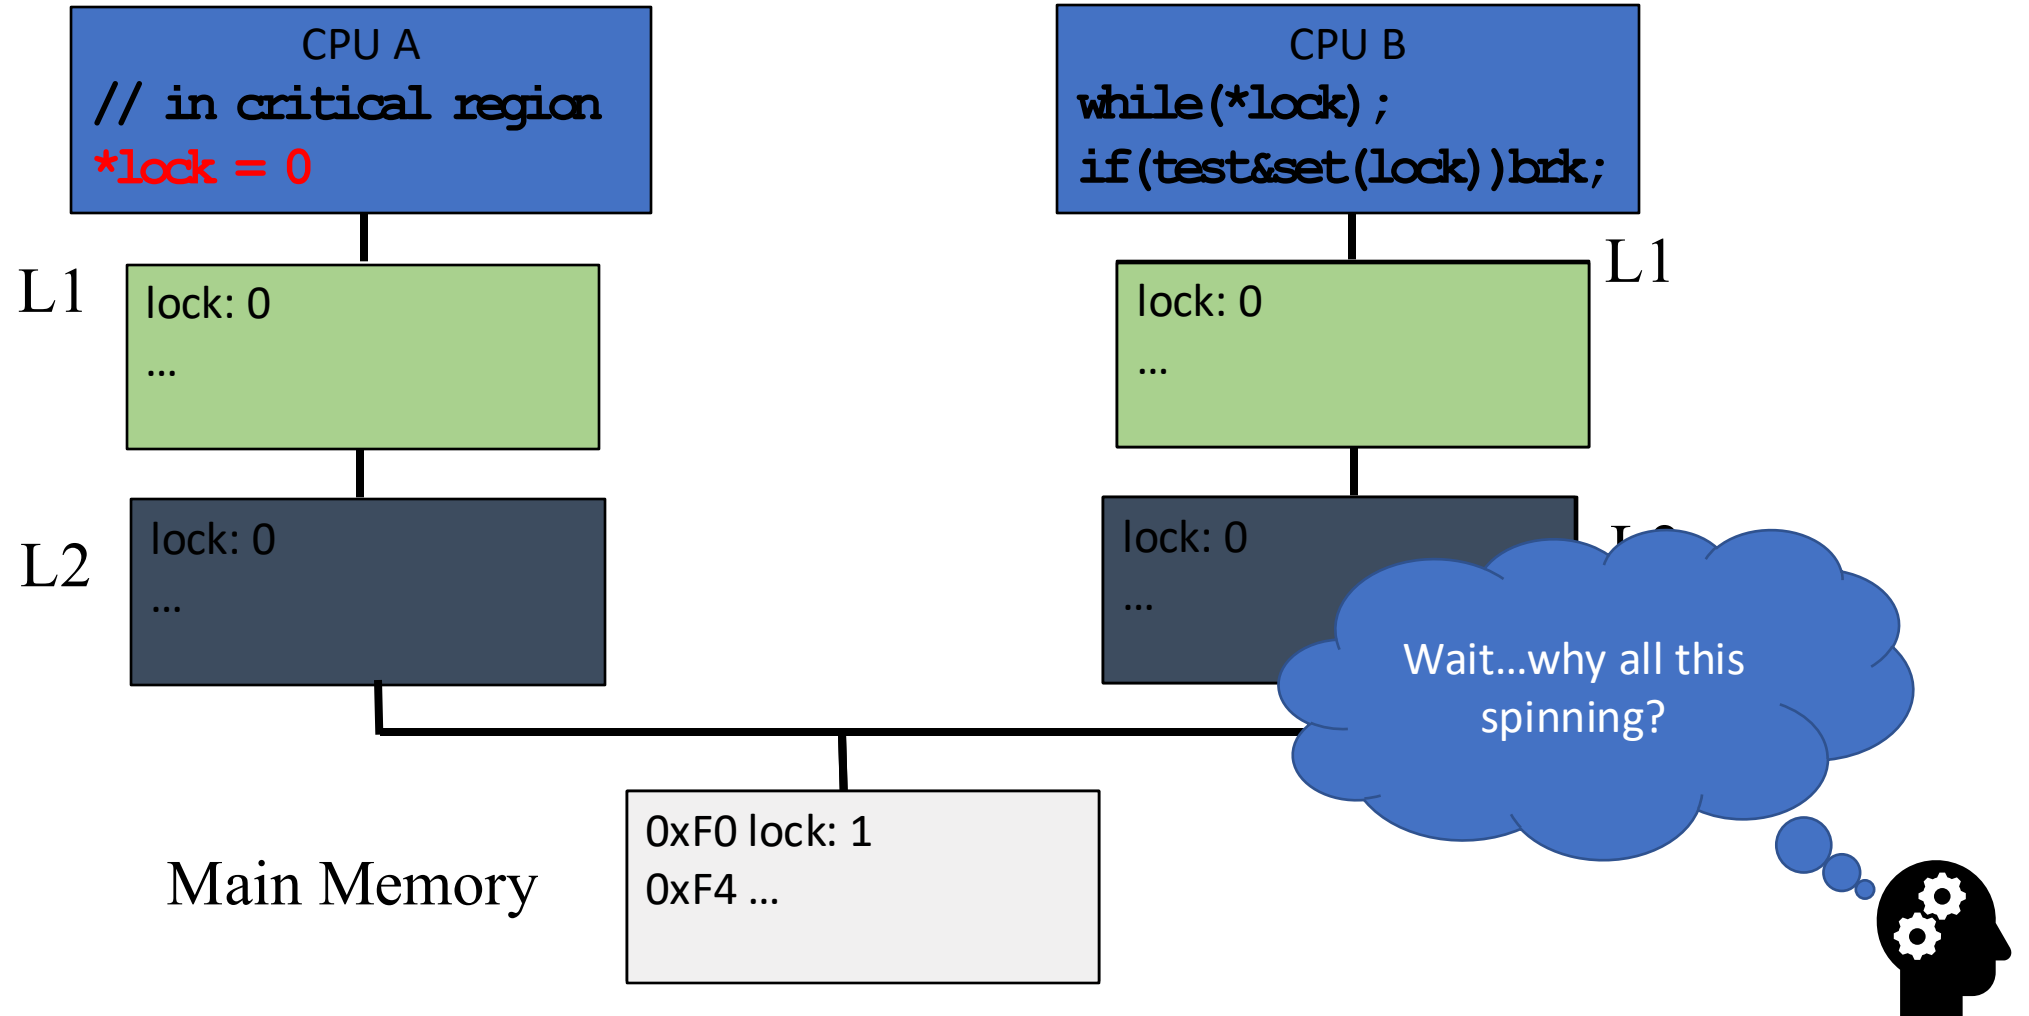 CPU A
// in critical region
*lock = 0
CPU B
while(*lock);
if(test&set(lock))brk;
L1
lock: 0
...
lock: 0
...
L1
L2
lock: 0
...
lock: 0
...
Wait...why all this
spinning?
Main Memory
0xF0 lock: 1
0xF4 ...